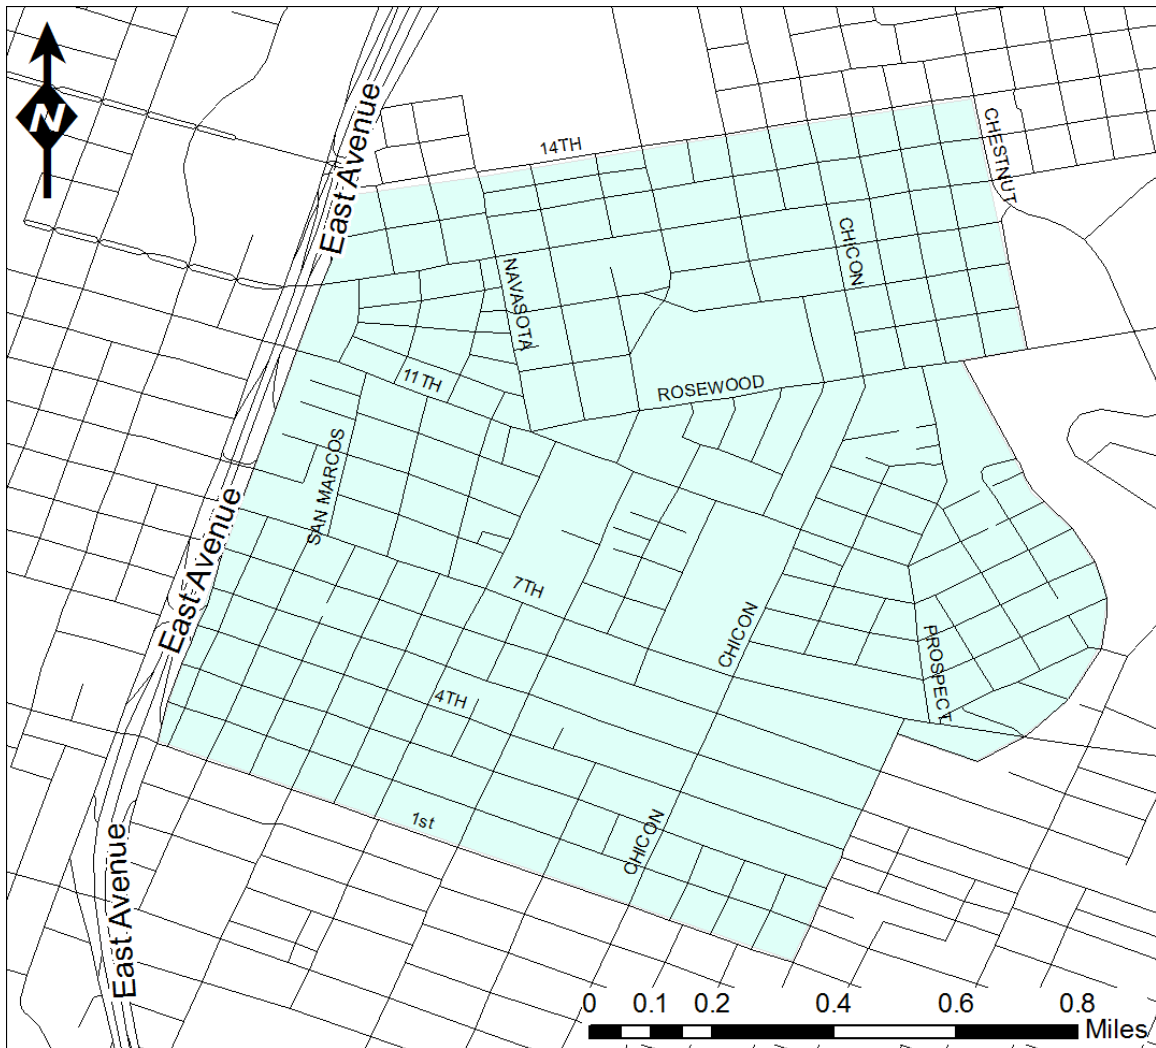 N
East Avenue
14TH
CHESTNUT
CHICON
NAVASOTA
11TH
ROSEWOOD
SAN MARCOS
East Avenue
7TH
CHICON
PROSPECT
4TH
1st
CHICON
East Avenue
0 0.1 0.2 0.4 0.6 0.8
Miles